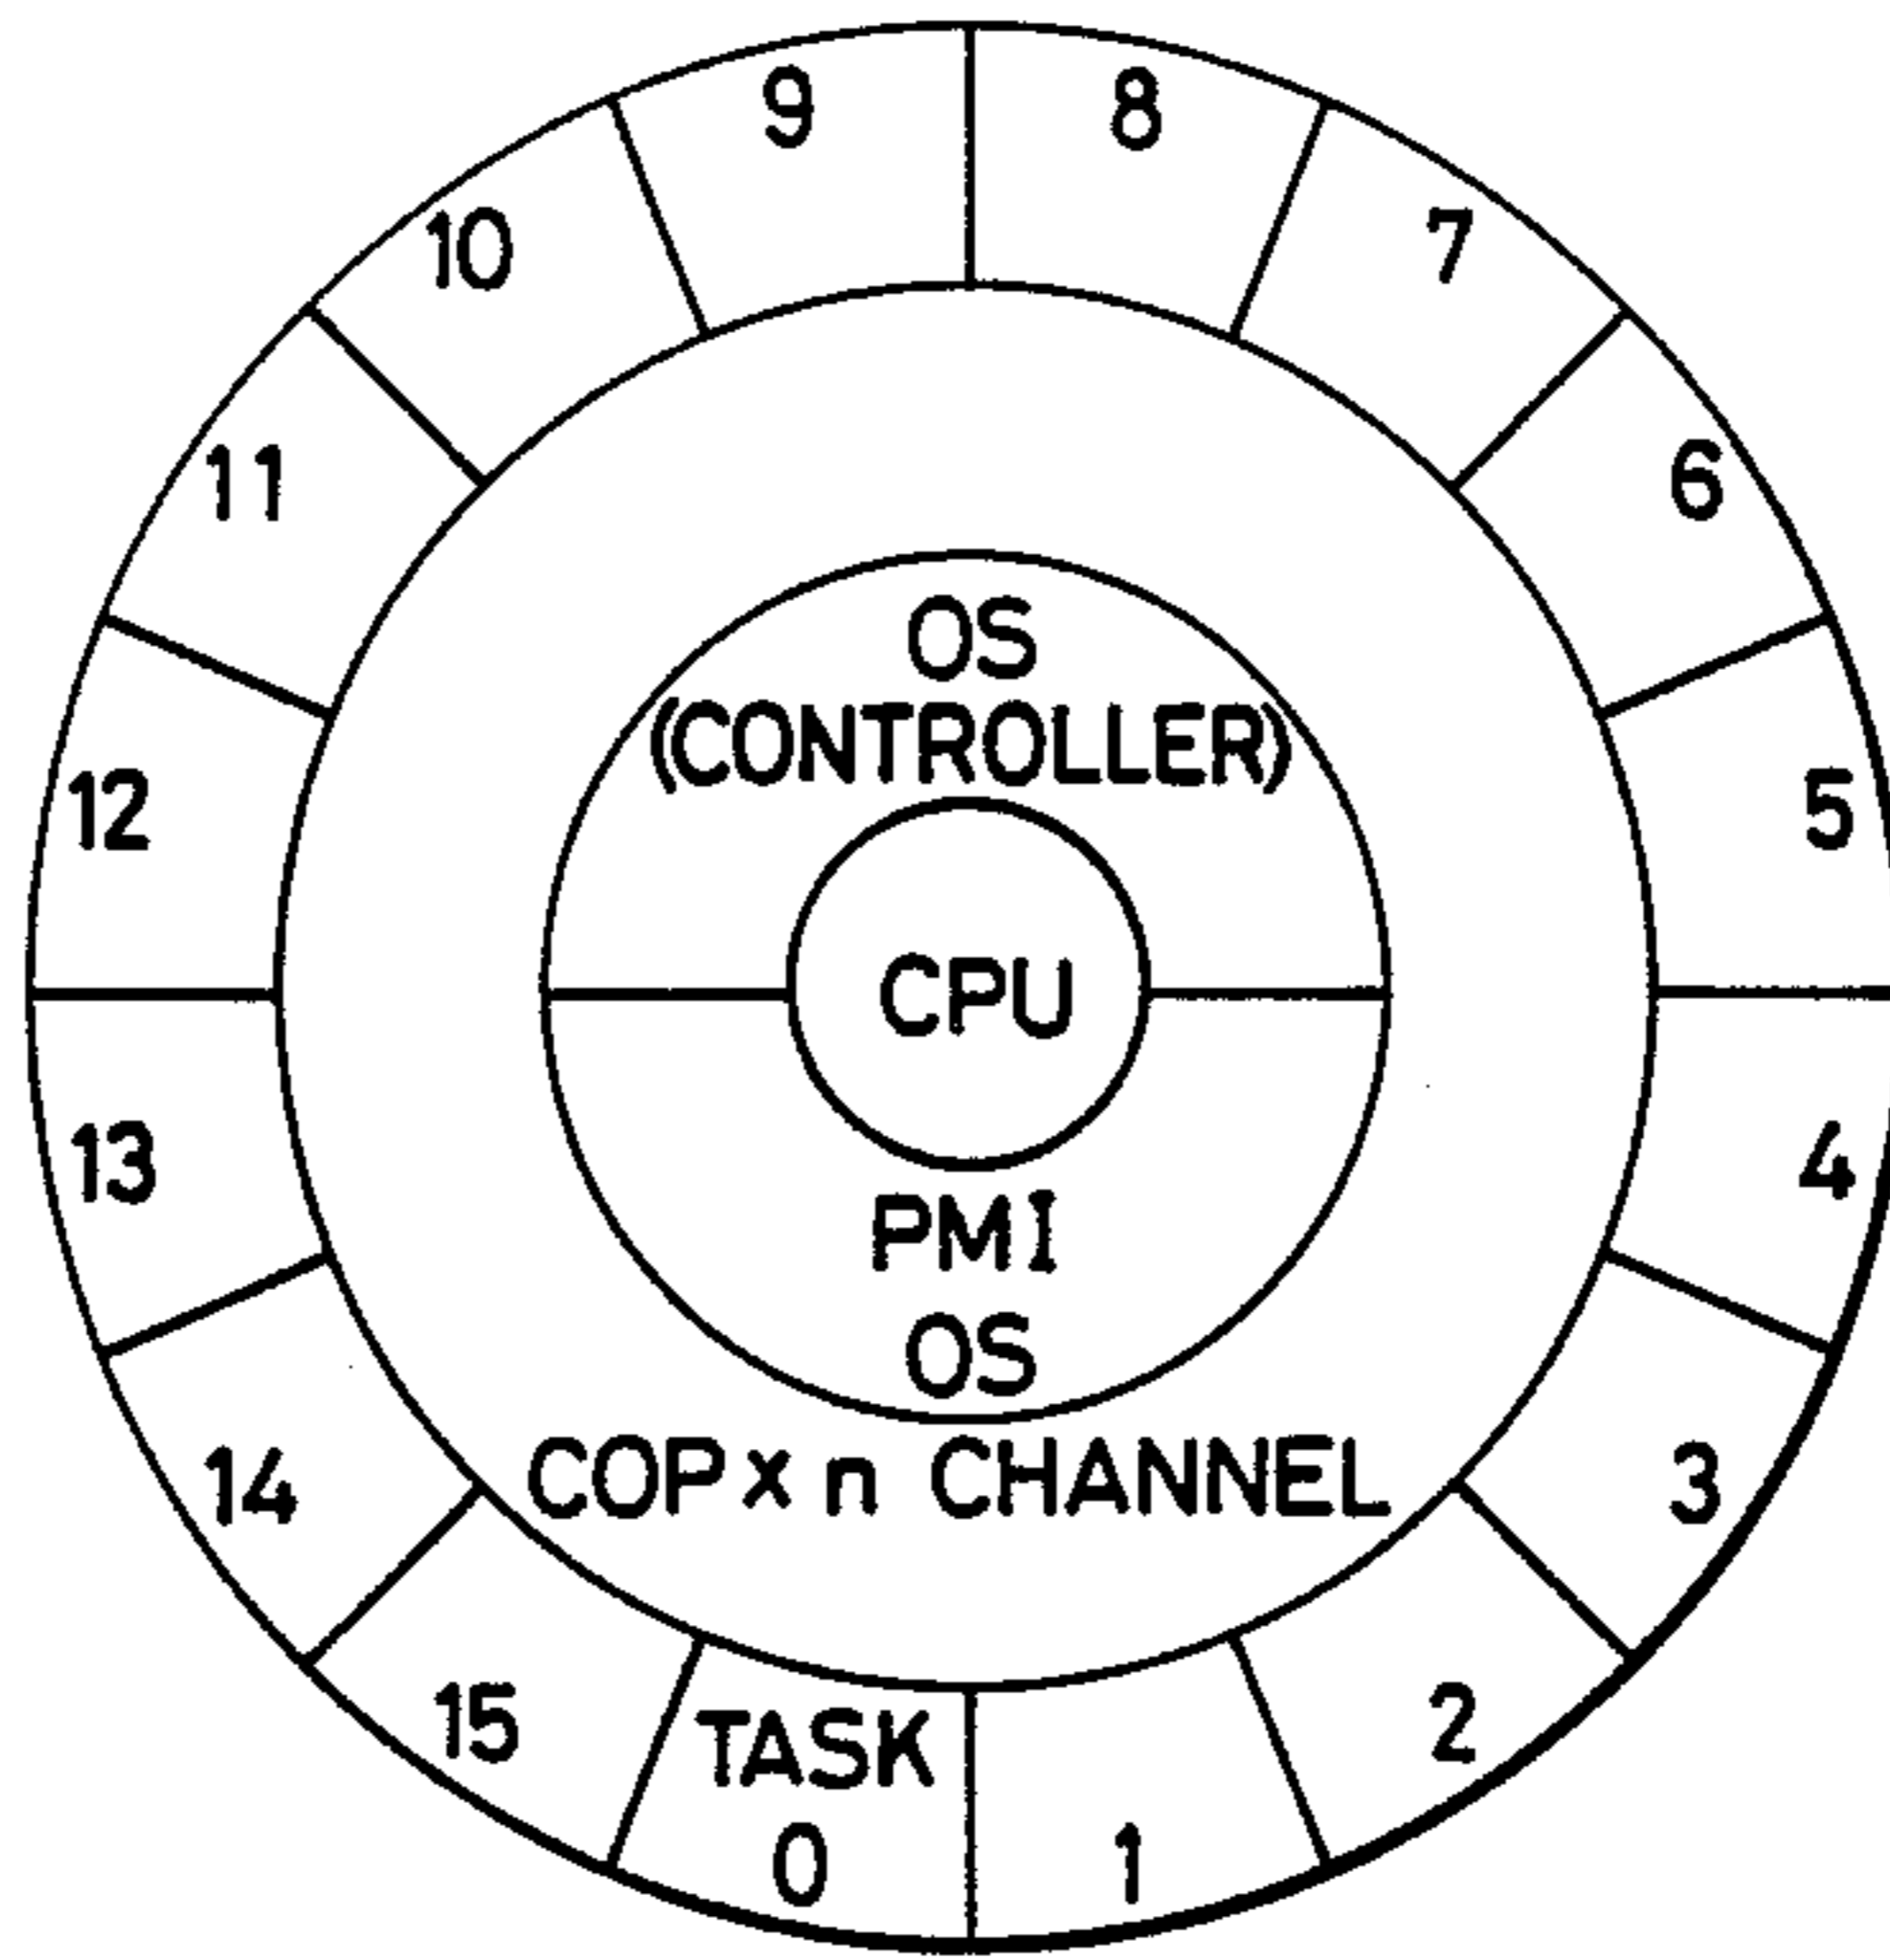 9 8
10 7
11 6
OS
(CONTROLLER)
12 5
CPU
13 4
PMI
OS
COP× n CHANNEL
14 3
15 2
TASK
0 1